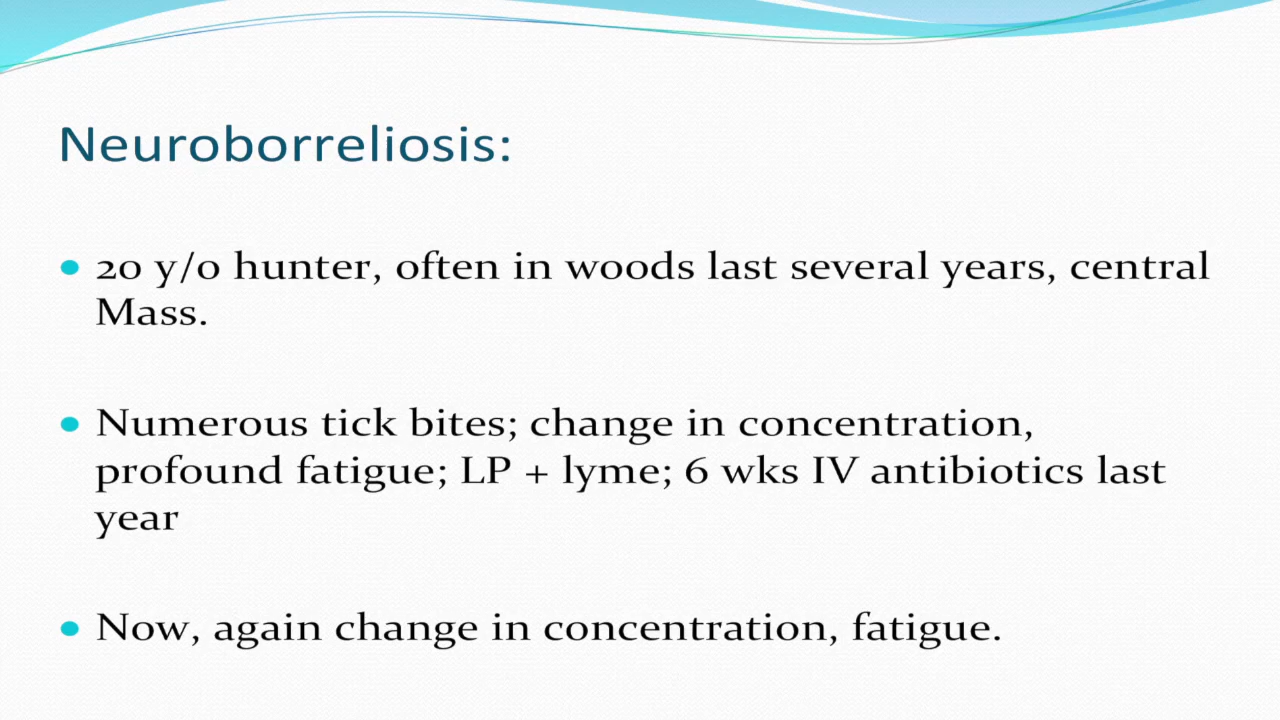 Neuroborreliosis:
• 20 y/o hunter, often in woods last several years, central
Mass.
• Numerous tick bites; change in concentration,
profound fatigue; LP + lyme; 6 wks IV antibiotics last
year
• Now, again change in concentration, fatigue.